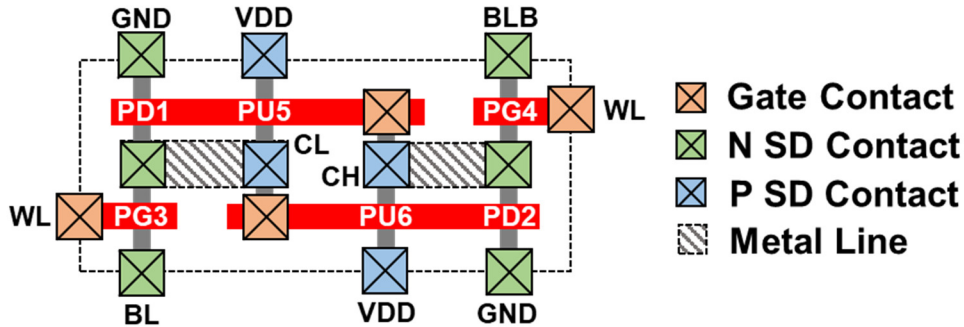 GND VDD BLB
PD1 PU5 PG4 WL
CL
CH
WL PG3 PU6 PD2
BL VDD GND
Gate Contact
N SD Contact
P SD Contact
Metal Line